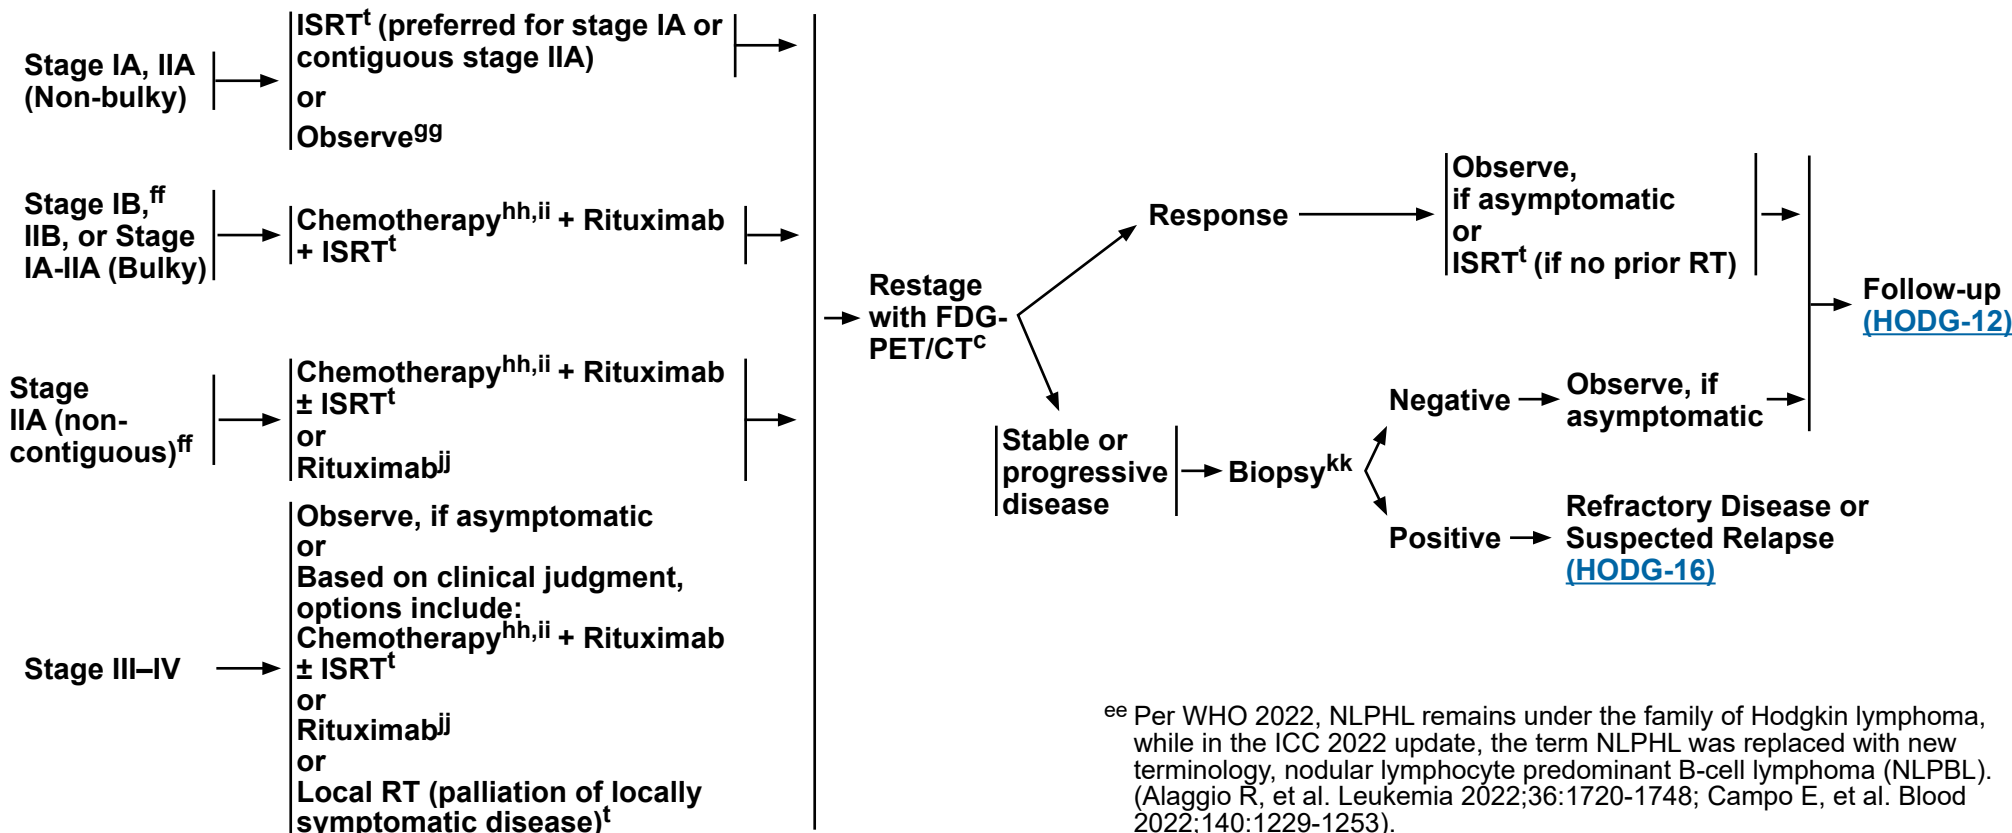 Stage IA, IIA
(Non-bulky)
ISRTᵗ (preferred for stage IA or
contiguous stage IIA)
or
Observeᵍᵍ
Stage IB,ᶠᶠ
IIB, or Stage
IA-IIA (Bulky)
Chemotherapyʰʰ,ⁱⁱ + Rituximab
+ ISRTᵗ
Stage
IIA (non-
contiguous)ᶠᶠ
Chemotherapyʰʰ,ⁱⁱ + Rituximab
± ISRTᵗ
or
Rituximabʲʲ
Stage III–IV
Observe, if asymptomatic
or
Based on clinical judgment,
options include:
Chemotherapyʰʰ,ⁱⁱ + Rituximab
± ISRTᵗ
or
Rituximabʲʲ
or
Local RT (palliation of locally
symptomatic disease)ᵗ
Restage
with FDG-
PET/CTᶜ
Response
Observe,
if asymptomatic
or
ISRTᵗ (if no prior RT)
Stable or
progressive
disease
Biopsyᵏᵏ
Negative
Observe, if
asymptomatic
Positive
Refractory Disease or
Suspected Relapse
(HODG-16)
Follow-up
(HODG-12)
ᵉᵉ Per WHO 2022, NLPHL remains under the family of Hodgkin lymphoma,
while in the ICC 2022 update, the term NLPHL was replaced with new
terminology, nodular lymphocyte predominant B-cell lymphoma (NLPBL).
(Alaggio R, et al. Leukemia 2022;36:1720-1748; Campo E, et al. Blood
2022;140:1229-1253).